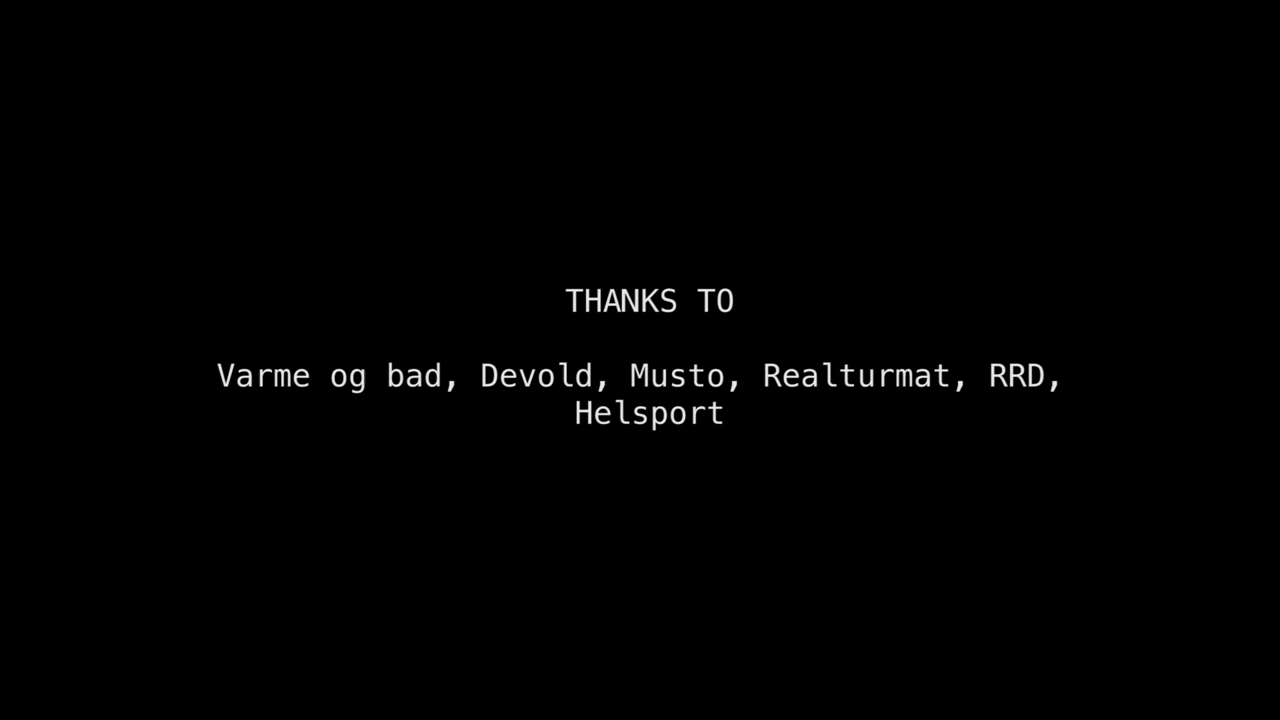 THANKS TO
Varme og bad, Devold, Musto, Realturmat, RRD,
Helsport